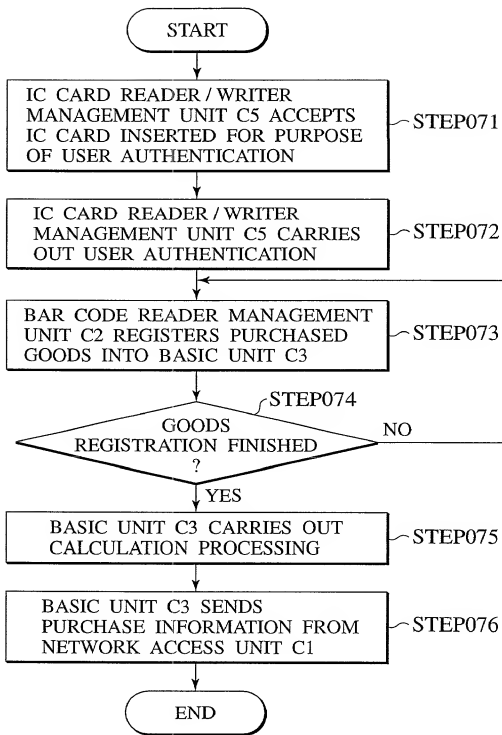 START
IC CARD READER / WRITER
MANAGEMENT UNIT C5 ACCEPTS
IC CARD INSERTED FOR PURPOSE
OF USER AUTHENTICATION
STEP071
IC CARD READER / WRITER
MANAGEMENT UNIT C5 CARRIES
OUT USER AUTHENTICATION
STEP072
BAR CODE READER MANAGEMENT
UNIT C2 REGISTERS PURCHASED
GOODS INTO BASIC UNIT C3
STEP073
STEP074
GOODS
REGISTRATION FINISHED
?
NO
YES
BASIC UNIT C3 CARRIES OUT
CALCULATION PROCESSING
STEP075
BASIC UNIT C3 SENDS
PURCHASE INFORMATION FROM
NETWORK ACCESS UNIT C1
STEP076
END